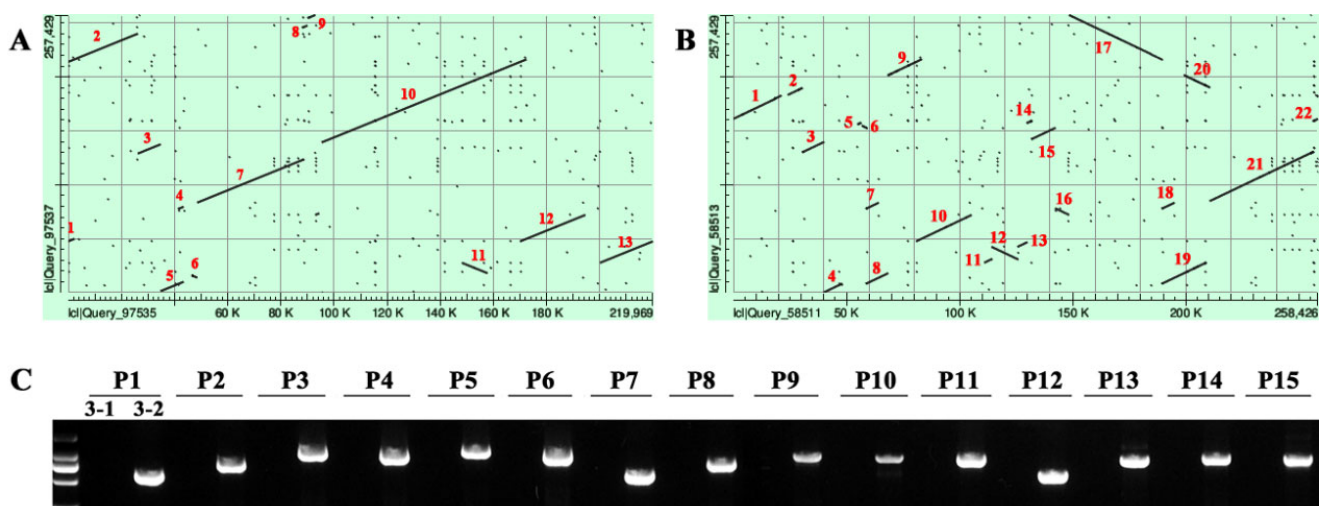 A
257,429
lcl|Query_97537
1
2
3
4
5
6
7
8
9
10
11
12
13
lcl|Query_97535
60 K
80 K
100 K
120 K
140 K
160 K
180 K
219,969
B
257,429
lcl|Query_58513
1
2
3
4
5
6
7
8
9
10
11
12
13
14
15
16
17
18
19
20
21
22
lcl|Query_58511
50 K
100 K
150 K
200 K
258,426
C
P1 P2 P3 P4 P5 P6 P7 P8 P9 P10 P11 P12 P13 P14 P15
3-1 3-2